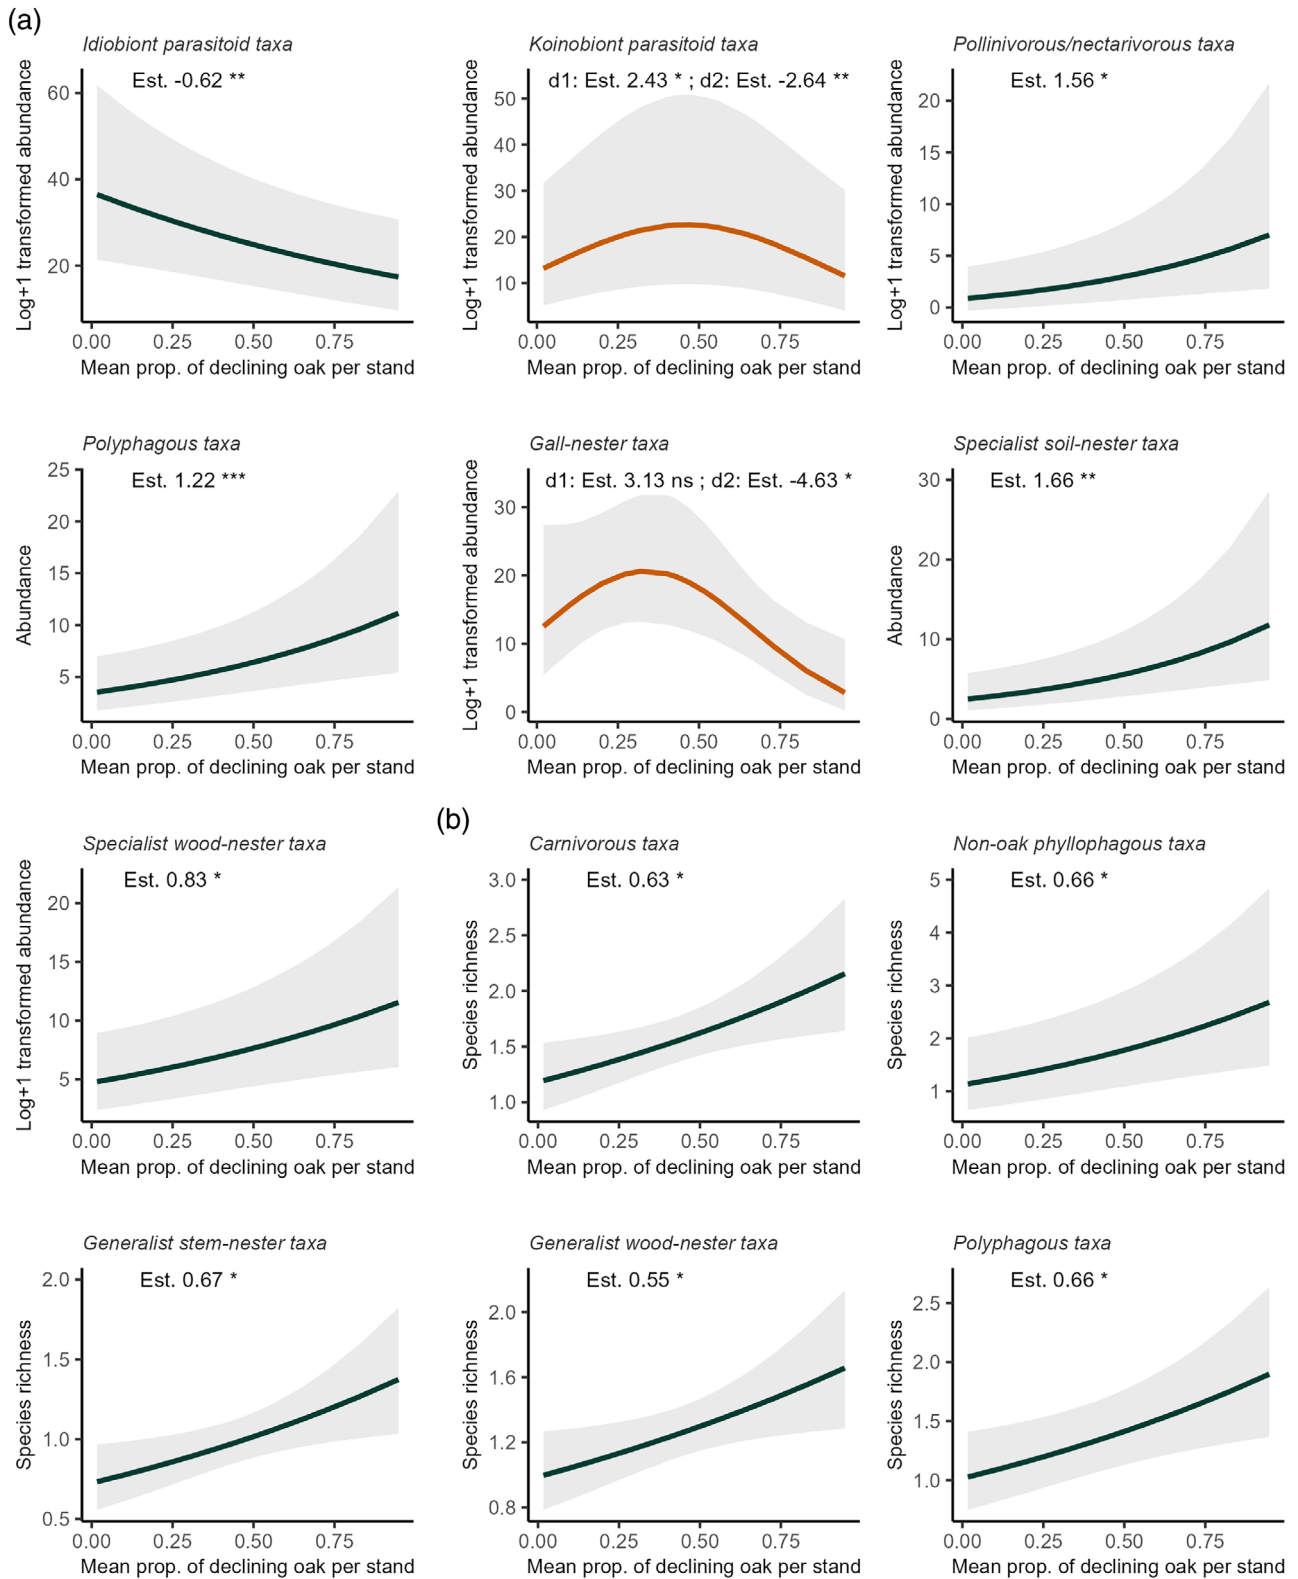 (a)
Idiobiont parasitoid taxa
Est. -0.62 **
Log+1 transformed abundance
60
40
20
0.00 0.25 0.50 0.75
Mean prop. of declining oak per stand
Koinobiont parasitoid taxa
d1: Est. 2.43 * ; d2: Est. -2.64 **
Log+1 transformed abundance
50
40
30
20
10
0.00 0.25 0.50 0.75
Mean prop. of declining oak per stand
Pollinivorous/nectarivorous taxa
Est. 1.56 *
Log+1 transformed abundance
20
15
10
5
0
0.00 0.25 0.50 0.75
Mean prop. of declining oak per stand
Polyphagous taxa
Est. 1.22 ***
Abundance
25
20
15
10
5
0.00 0.25 0.50 0.75
Mean prop. of declining oak per stand
Gall-nester taxa
d1: Est. 3.13 ns ; d2: Est. -4.63 *
Log+1 transformed abundance
30
20
10
0
0.00 0.25 0.50 0.75
Mean prop. of declining oak per stand
Specialist soil-nester taxa
Est. 1.66 **
Abundance
30
20
10
0
0.00 0.25 0.50 0.75
Mean prop. of declining oak per stand
Specialist wood-nester taxa
Est. 0.83 *
Log+1 transformed abundance
20
15
10
5
0.00 0.25 0.50 0.75
Mean prop. of declining oak per stand
(b)
Carnivorous taxa
Est. 0.63 *
Species richness
3.0
2.5
2.0
1.5
1.0
0.00 0.25 0.50 0.75
Mean prop. of declining oak per stand
Non-oak phyllophagous taxa
Est. 0.66 *
Species richness
5
4
3
2
1
0.00 0.25 0.50 0.75
Mean prop. of declining oak per stand
Generalist stem-nester taxa
Est. 0.67 *
Species richness
2.0
1.5
1.0
0.5
0.00 0.25 0.50 0.75
Mean prop. of declining oak per stand
Generalist wood-nester taxa
Est. 0.55 *
Species richness
2.0
1.6
1.2
0.8
0.00 0.25 0.50 0.75
Mean prop. of declining oak per stand
Polyphagous taxa
Est. 0.66 *
Species richness
2.5
2.0
1.5
1.0
0.00 0.25 0.50 0.75
Mean prop. of declining oak per stand